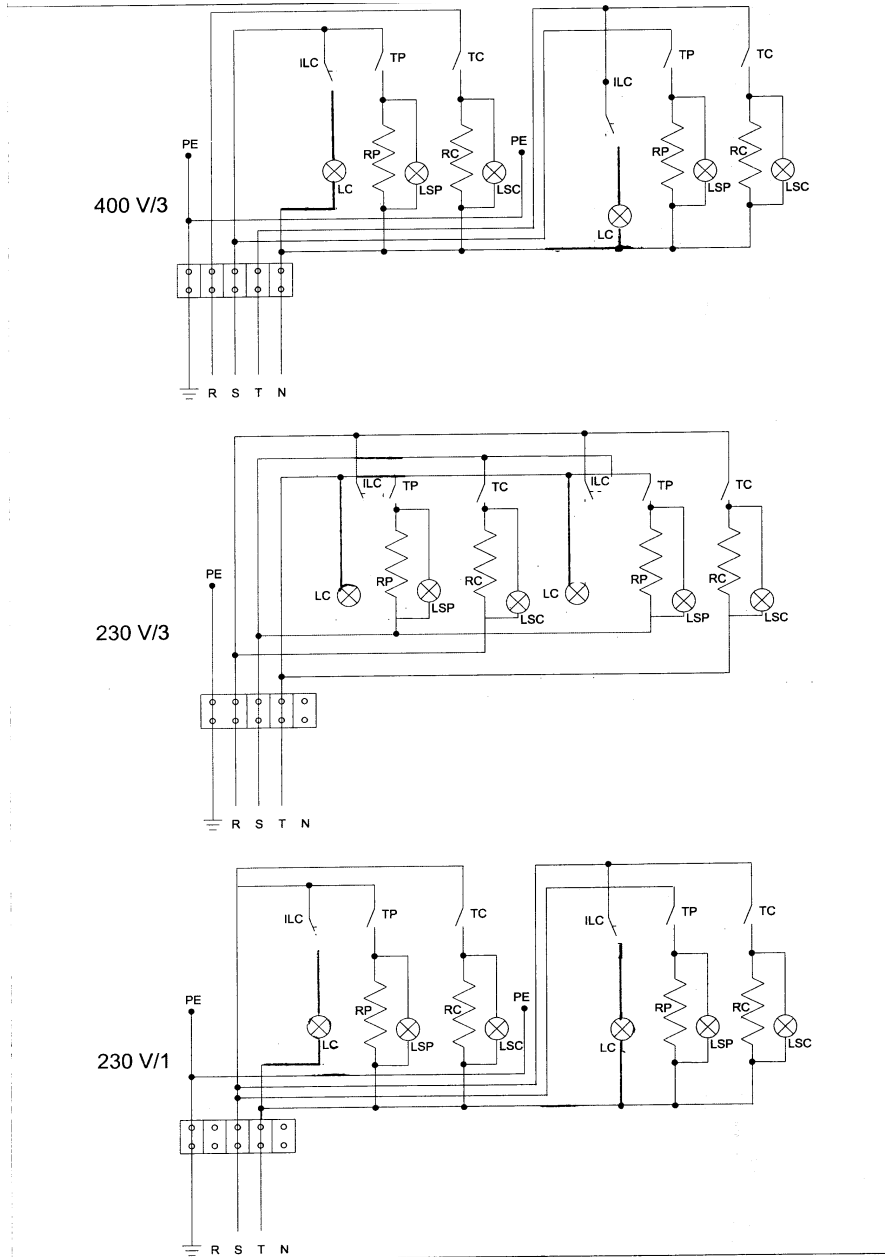 ILC TP TC TP TC
ILC
PE RP RC PE RP RC
LC LSP LSC LSP LSC
400 V/3
LC
R S T N
ILC TP TC ILC TP TC
PE RP RC RP RC
LC LC
LSP LSC LSP LSC
230 V/3
R S T N
ILC TP TC ILC TP TC
PE RP RC PE RP RC
LC LSP LSC LC LSP LSC
230 V/1
R S T N